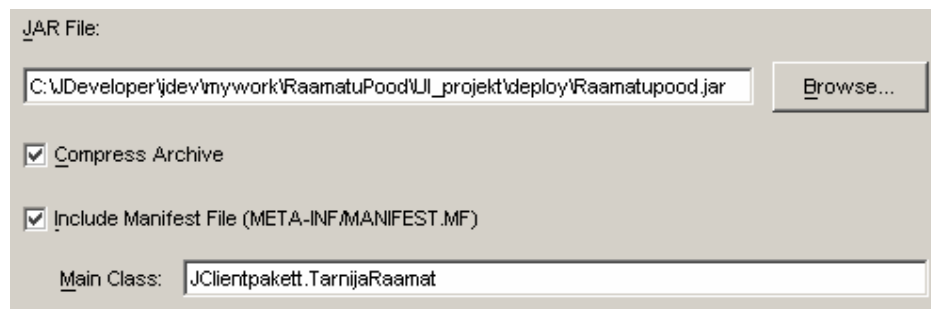 JAR File:
C:\JDeveloper\jdev\mywork\RaamatuPood\UI_projekt\deploy\Raamatupood.jar Browse...
Compress Archive
Include Manifest File (META-INF/MANIFEST.MF)
Main Class: JClientpakett.TarnijaRaamat